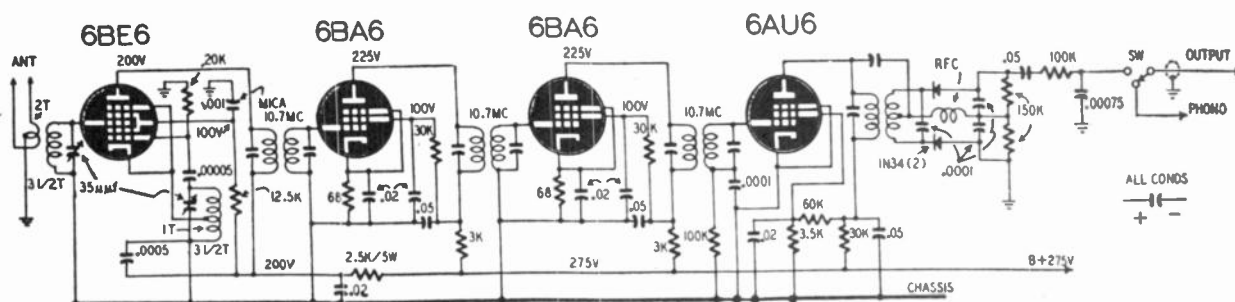 6BE6
6BA6
6BA6
6AU6
ANT
200V
20K
225V
225V
RFC
.05
100K
SW
OUTPUT
2T
.001
MICA
10.7MC
100V
100V
30K
10.7MC
100V
30K
10.7MC
.00075
PHONO
150K
3 1/2T
35μμf
.00005
12.5K
68
.02
.05
68
.02
.05
.0001
1N34(2)
.0001
ALL CONDS
+ -
1T
3 1/2T
.0005
3K
3K
100K
.02
60K
3.5K
30K
.05
200V
2.5K/5W
275V
B+275V
.02
CHASSIS